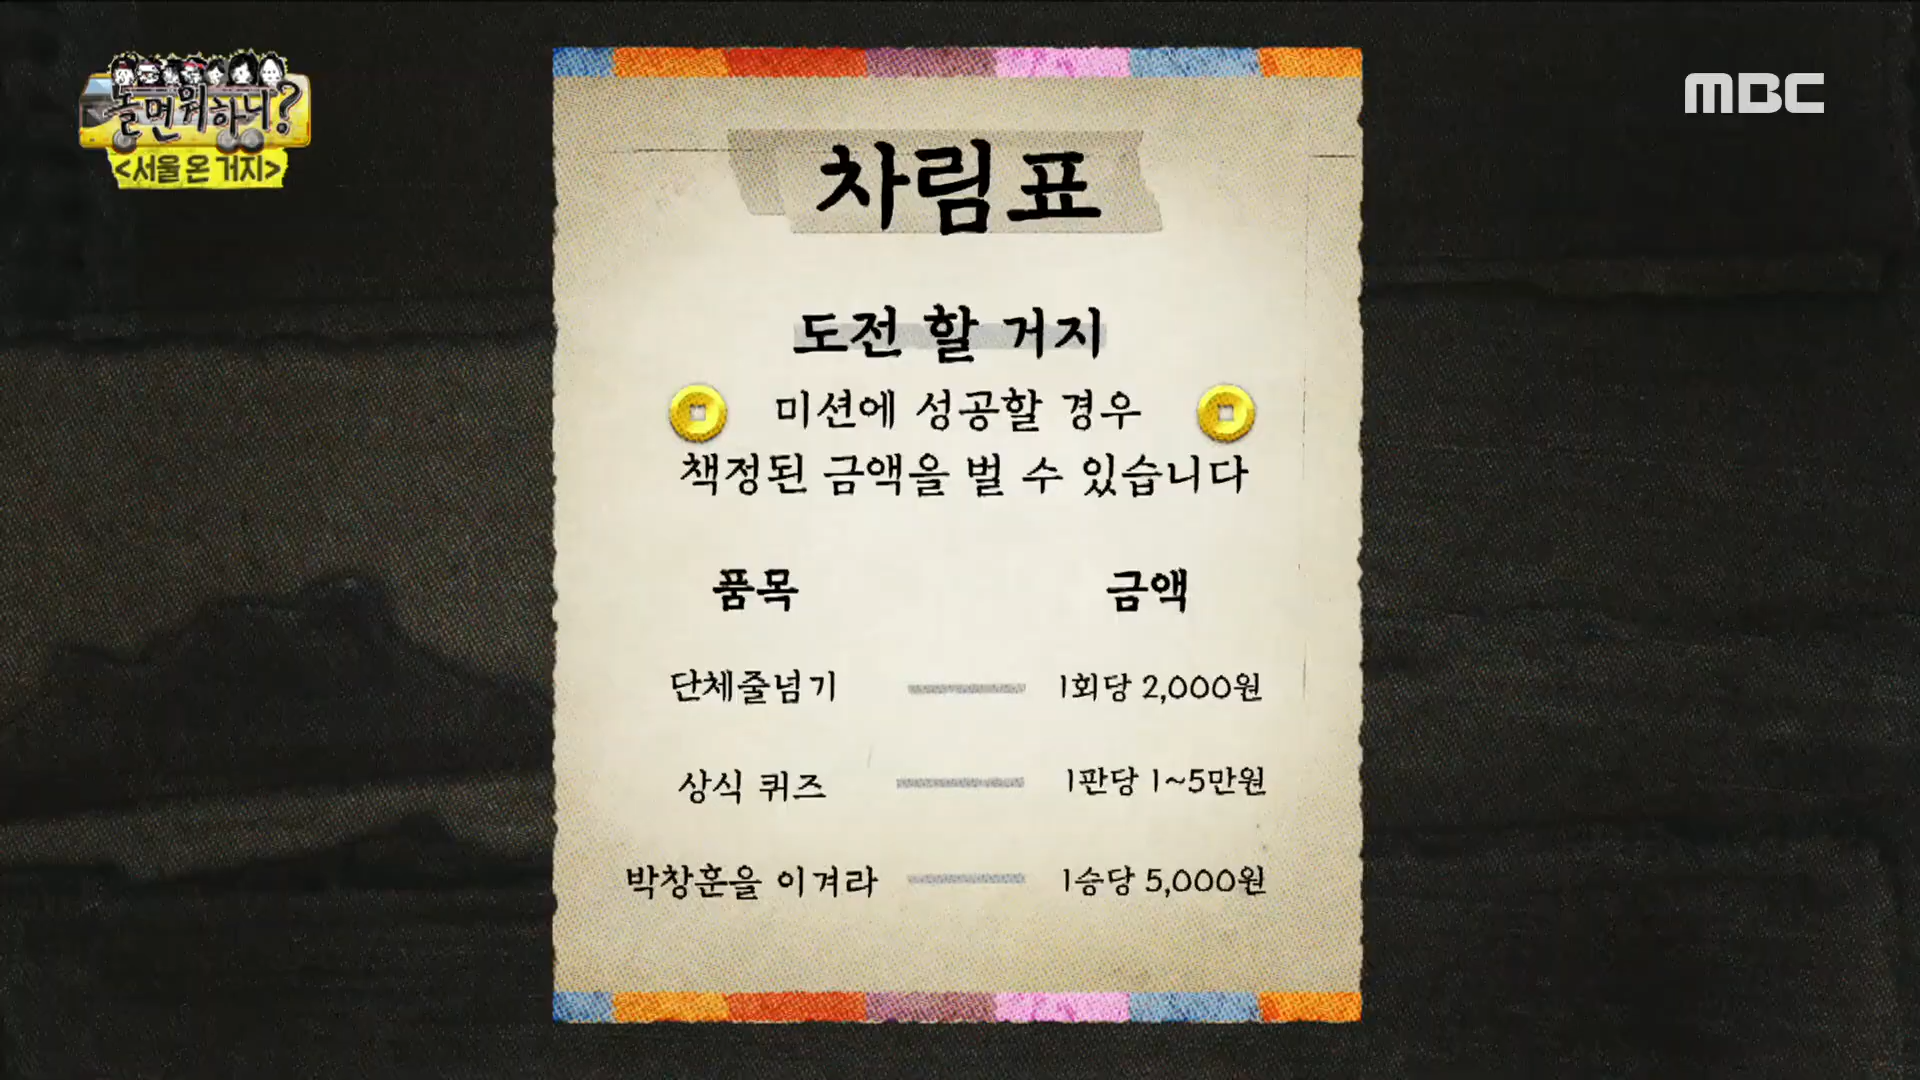 놀면 뭐하니?
<서울 온 거지>
MBC
차림표
도전 할 거지
미션에 성공할 경우
책정된 금액을 벌 수 있습니다
품목 금액
단체줄넘기 1회당 2,000원
상식 퀴즈 1판당 1~5만원
박창훈을 이겨라 1승당 5,000원